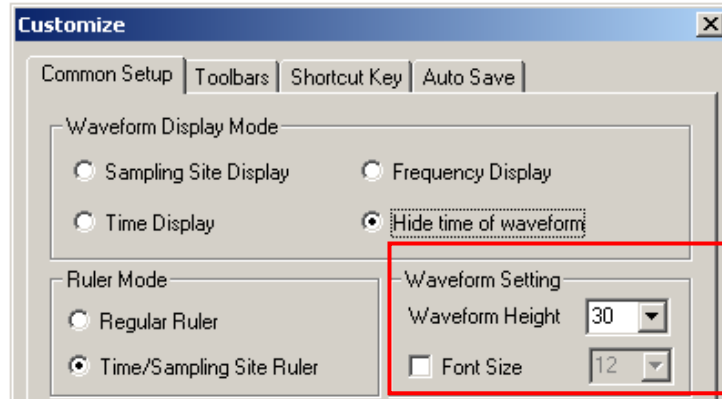 Customize
Common Setup Toolbars Shortcut Key Auto Save
Waveform Display Mode
Sampling Site Display Frequency Display
Time Display Hide time of waveform
Ruler Mode Waveform Setting
Regular Ruler Waveform Height 30
Time/Sampling Site Ruler Font Size 12